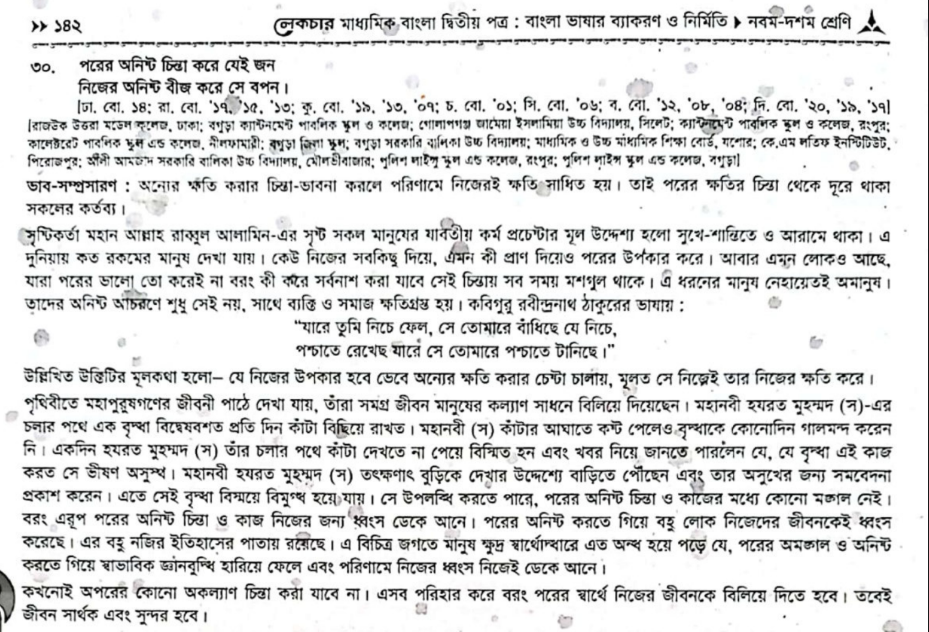 >> ১৪২
লেকচার মাধ্যমিক বাংলা দ্বিতীয় পত্র : বাংলা ভাষার ব্যাকরণ ও নির্মিতি ▶ নবম-দশম শ্রেণি
৩০. পরের অনিষ্ট চিন্তা করে যেই জন
নিজের অনিষ্ট বীজ করে সে বপন।
[ঢা. বো. ১৪; রা. বো. '১৭, '১৫, '১৩; কু. বো. '১৯, '১৩, '০৭; চ. বো. '০১; সি. বো. '০৬; ব. বো. '১২, '০৮, '০৪; দি. বো. '২০, '১৯, '১৭]
[রাজউক উত্তরা মডেল কলেজ, ঢাকা; বগুড়া ক্যান্টনমেন্ট পাবলিক স্কুল ও কলেজ; গোলাপগঞ্জ জামেয়া ইসলামিয়া উচ্চ বিদ্যালয়, সিলেট; ক্যান্টনমেন্ট পাবলিক স্কুল ও কলেজ, রংপুর;
কালেক্টরেট পাবলিক স্কুল এন্ড কলেজ, নীলফামারী; বগুড়া জিলা স্কুল; বগুড়া সরকারি বালিকা উচ্চ বিদ্যালয়; মাধ্যমিক ও উচ্চ মাধ্যমিক শিক্ষা বোর্ড, যশোর; কে.এম লতিফ ইনস্টিটিউট,
পিরোজপুর; আলী আমজাদ সরকারি বালিকা উচ্চ বিদ্যালয়, মৌলভীবাজার; পুলিশ লাইন্স স্কুল এন্ড কলেজ, রংপুর; পুলিশ লাইন্স স্কুল এন্ড কলেজ, বগুড়া]
ভাব-সম্প্রসারণ : অন্যের ক্ষতি করার চিন্তা-ভাবনা করলে পরিণামে নিজেরই ক্ষতি সাধিত হয়। তাই পরের ক্ষতির চিন্তা থেকে দূরে থাকা
সকলের কর্তব্য।
সৃষ্টিকর্তা মহান আল্লাহ রাব্বুল আলামিন-এর সৃষ্ট সকল মানুষের যাবতীয় কর্ম প্রচেষ্টার মূল উদ্দেশ্য হলো সুখে-শান্তিতে ও আরামে থাকা। এ
দুনিয়ায় কত রকমের মানুষ দেখা যায়। কেউ নিজের সবকিছু দিয়ে, এমন কী প্রাণ দিয়েও পরের উপকার করে। আবার এমন লোকও আছে,
যারা পরের ভালো তো করেই না বরং কী করে সর্বনাশ করা যাবে সেই চিন্তায় সব সময় মশগুল থাকে। এ ধরনের মানুষ নেহায়েতই অমানুষ।
তাদের অনিষ্ট আচরণে শুধু সেই নয়, সাথে ব্যক্তি ও সমাজ ক্ষতিগ্রস্ত হয়। কবিগুরু রবীন্দ্রনাথ ঠাকুরের ভাষায় :
“যারে তুমি নিচে ফেল, সে তোমারে বাঁধিছে যে নিচে,
পশ্চাতে রেখেছ যারে সে তোমারে পশ্চাতে টানিছে।”
উল্লিখিত উক্তিটির মূলকথা হলো– যে নিজের উপকার হবে ভেবে অন্যের ক্ষতি করার চেষ্টা চালায়, মূলত সে নিজেই তার নিজের ক্ষতি করে।
পৃথিবীতে মহাপুরুষগণের জীবনী পাঠে দেখা যায়, তাঁরা সমগ্র জীবন মানুষের কল্যাণ সাধনে বিলিয়ে দিয়েছেন। মহানবী হযরত মুহম্মদ (স)-এর
চলার পথে এক বৃদ্ধা বিদ্বেষবশত প্রতি দিন কাঁটা বিছিয়ে রাখত। মহানবী (স) কাঁটার আঘাতে কষ্ট পেলেও বৃদ্ধাকে কোনোদিন গালমন্দ করেন
নি। একদিন হযরত মুহম্মদ (স) তাঁর চলার পথে কাঁটা দেখতে না পেয়ে বিস্মিত হন এবং খবর নিয়ে জানতে পারলেন যে, যে বৃদ্ধা এই কাজ
করত সে ভীষণ অসুস্থ। মহানবী হযরত মুহম্মদ (স) তৎক্ষণাৎ বুড়িকে দেখার উদ্দেশ্যে বাড়িতে পৌঁছেন এবং তার অসুখের জন্য সমবেদনা
প্রকাশ করেন। এতে সেই বৃদ্ধা বিস্ময়ে বিমুগ্ধ হয়ে যায়। সে উপলব্ধি করতে পারে, পরের অনিষ্ট চিন্তা ও কাজের মধ্যে কোনো মঙ্গল নেই।
বরং এরূপ পরের অনিষ্ট চিন্তা ও কাজ নিজের জন্য ধ্বংস ডেকে আনে। পরের অনিষ্ট করতে গিয়ে বহু লোক নিজেদের জীবনকেই ধ্বংস
করেছে। এর বহু নজির ইতিহাসের পাতায় রয়েছে। এ বিচিত্র জগতে মানুষ ক্ষুদ্র স্বার্থোদ্ধারে এত অন্ধ হয়ে পড়ে যে, পরের অমঙ্গল ও অনিষ্ট
করতে গিয়ে স্বাভাবিক জ্ঞানবুদ্ধি হারিয়ে ফেলে এবং পরিণামে নিজের ধ্বংস নিজেই ডেকে আনে।
কখনোই অপরের কোনো অকল্যাণ চিন্তা করা যাবে না। এসব পরিহার করে বরং পরের স্বার্থে নিজের জীবনকে বিলিয়ে দিতে হবে। তবেই
জীবন সার্থক এবং সুন্দর হবে।